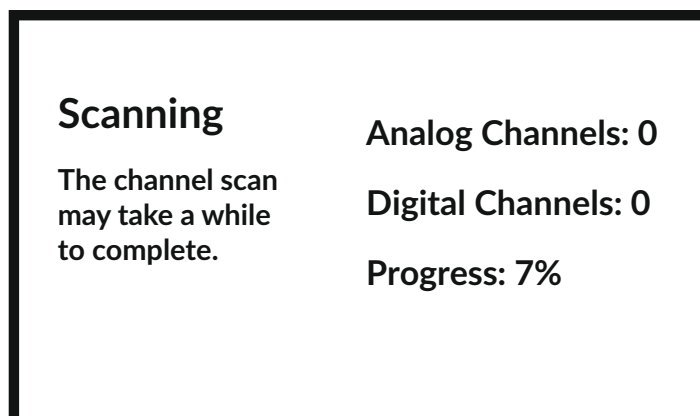 Scanning
The channel scan
may take a while
to complete.
Analog Channels: 0
Digital Channels: 0
Progress: 7%